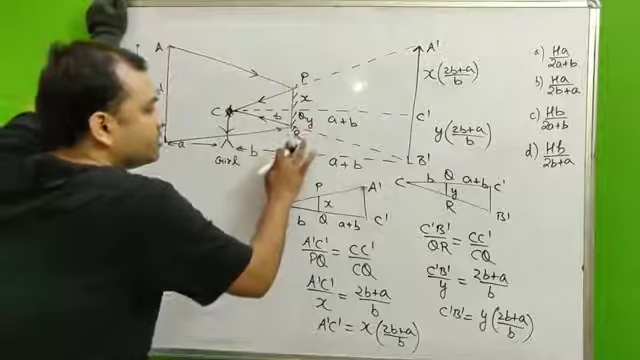 A
P
A'
x
x(2b+a/b)
C
b
Q
y
a+b
C'
R
y(2b+a/b)
a
b
a+b
B'
Girl
a) Ha/2a+b
b) Ha/2b+a
c) Hb/2a+b
d) Hb/2b+a
P
A'
x
b
Q
a+b
C'
C
b
Q
a+b
C'
y
R
B'
A'C'/PQ = CC'/CQ
A'C'/x = 2b+a/b
A'C' = x(2b+a/b)
C'B'/QR = CC'/CQ
C'B'/y = 2b+a/b
C'B' = y(2b+a/b)